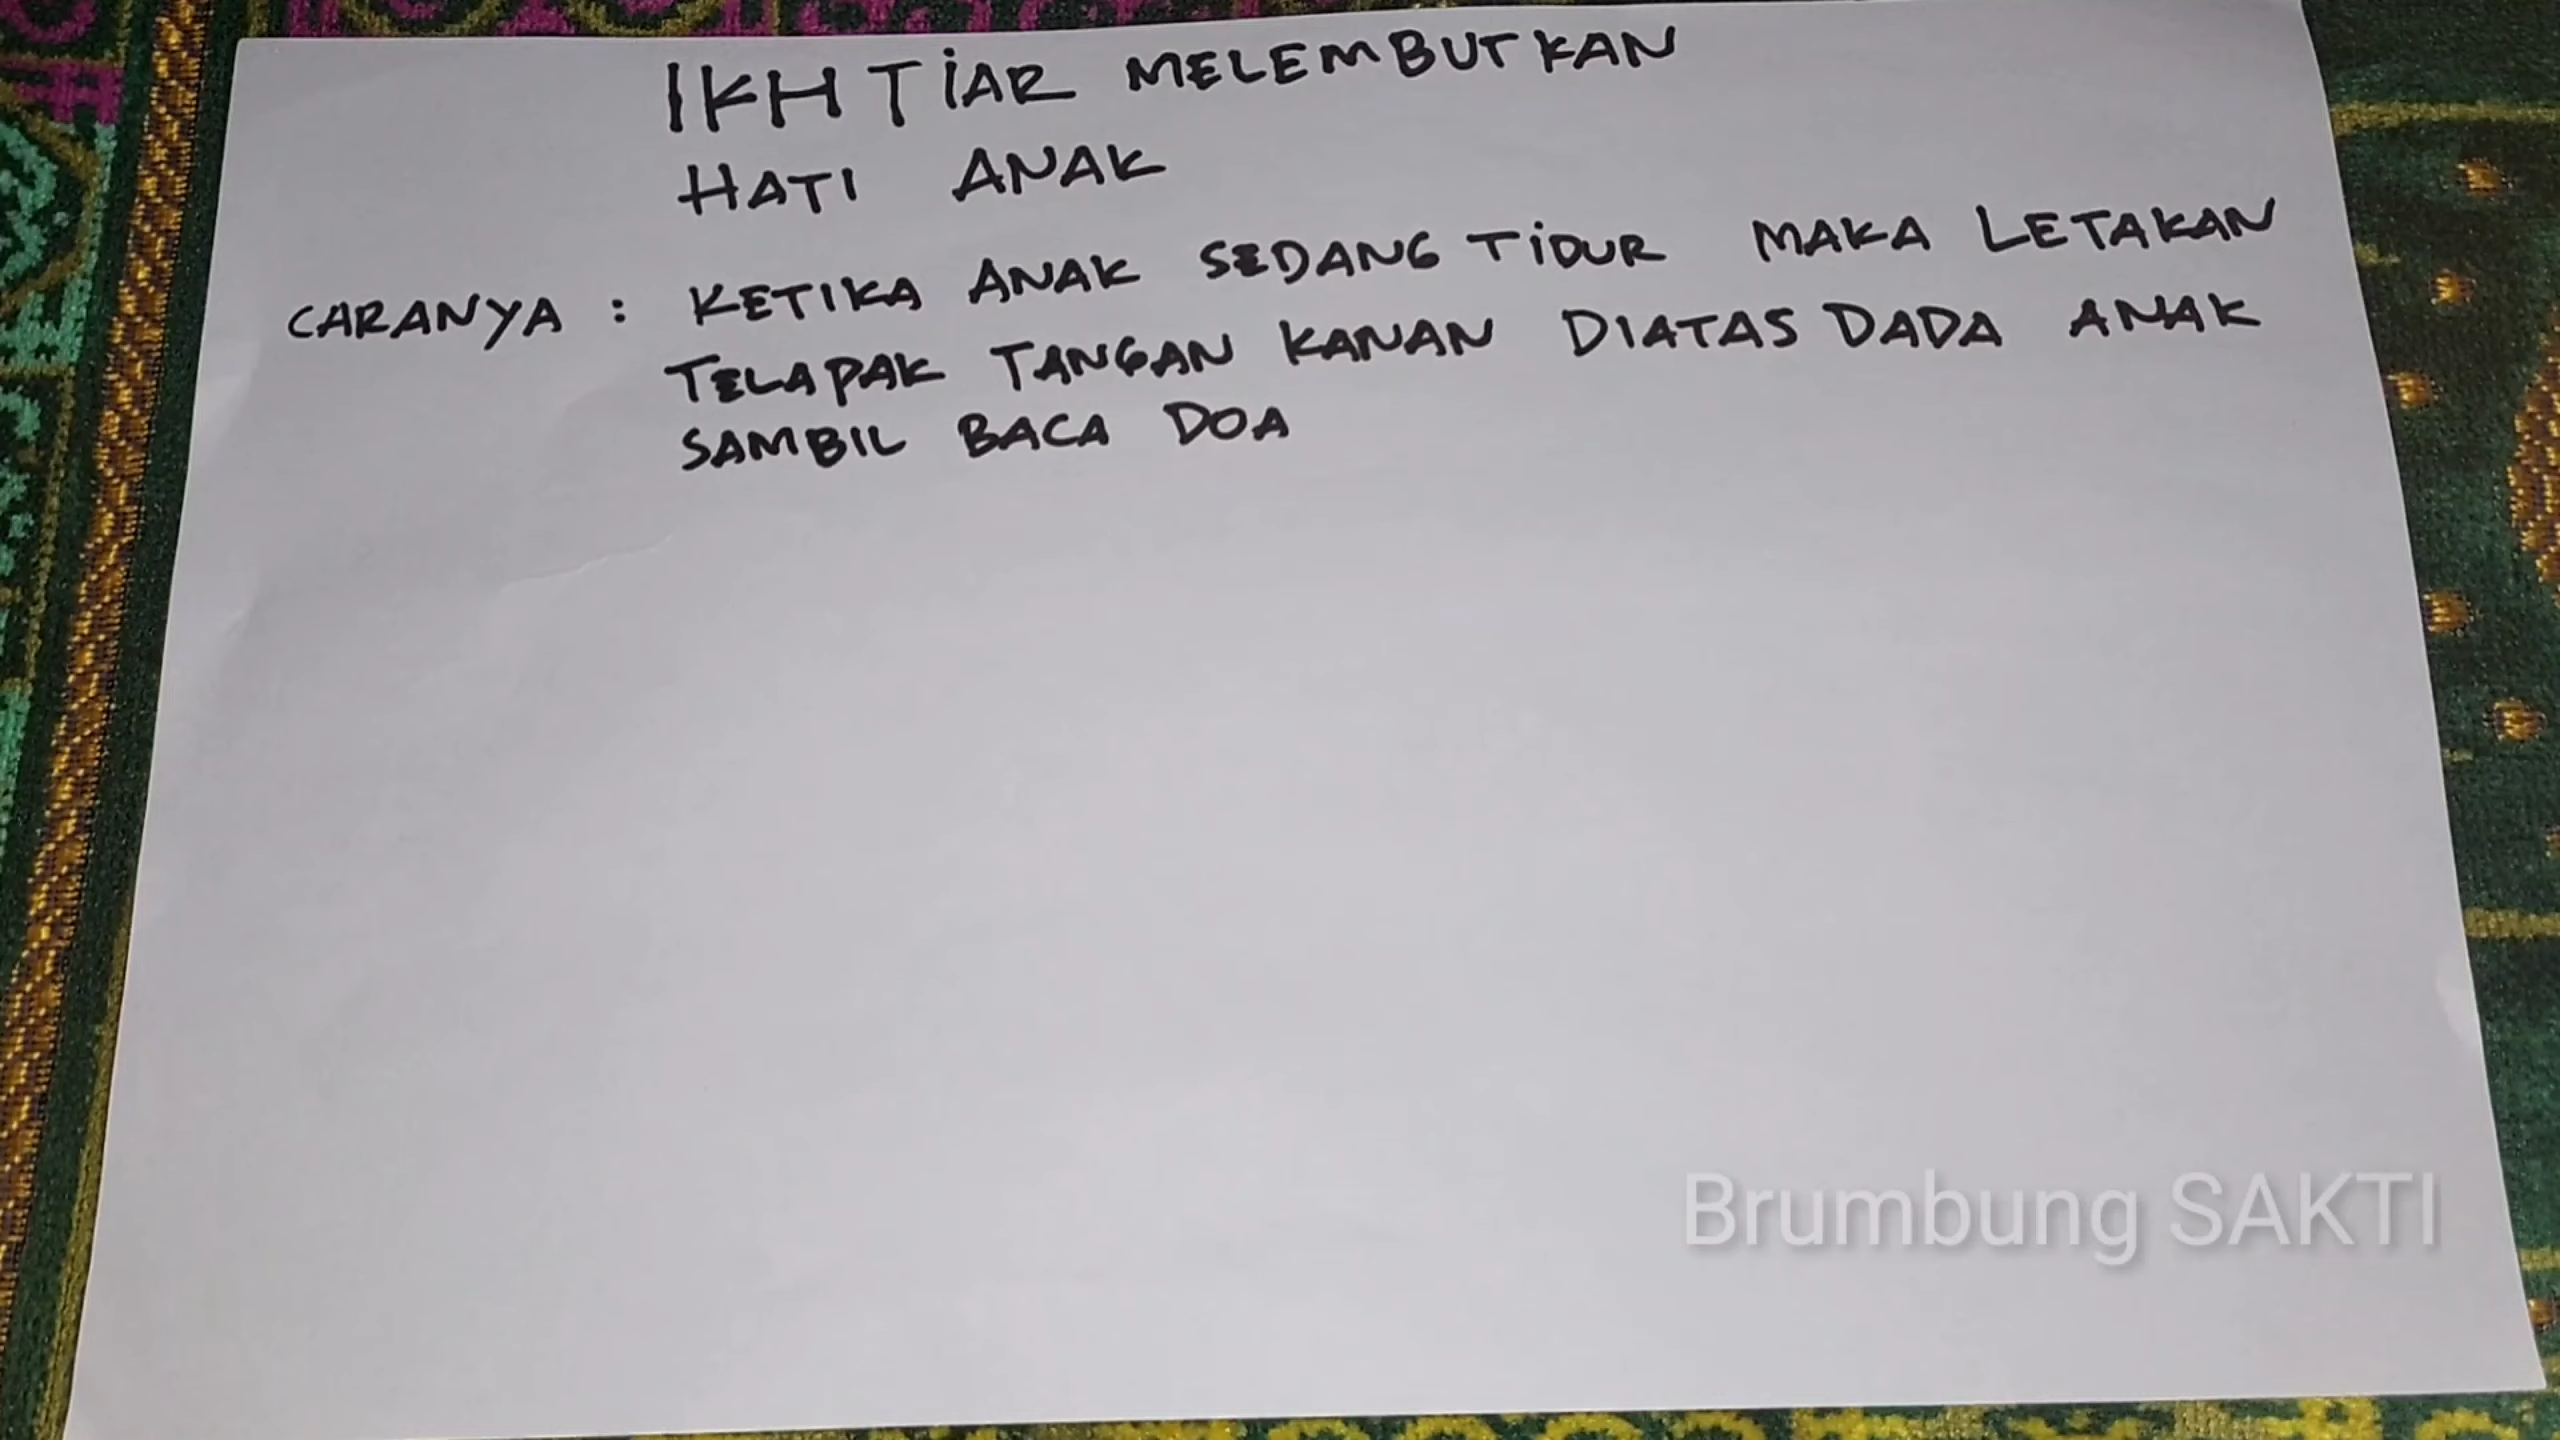 IKHTIAR MELEMBUTKAN
HATI ANAK
CARANYA : KETIKA ANAK SEDANG TIDUR MAKA LETAKAN
TELAPAK TANGAN KANAN DIATAS DADA ANAK
SAMBIL BACA DOA
Brumbung SAKTI